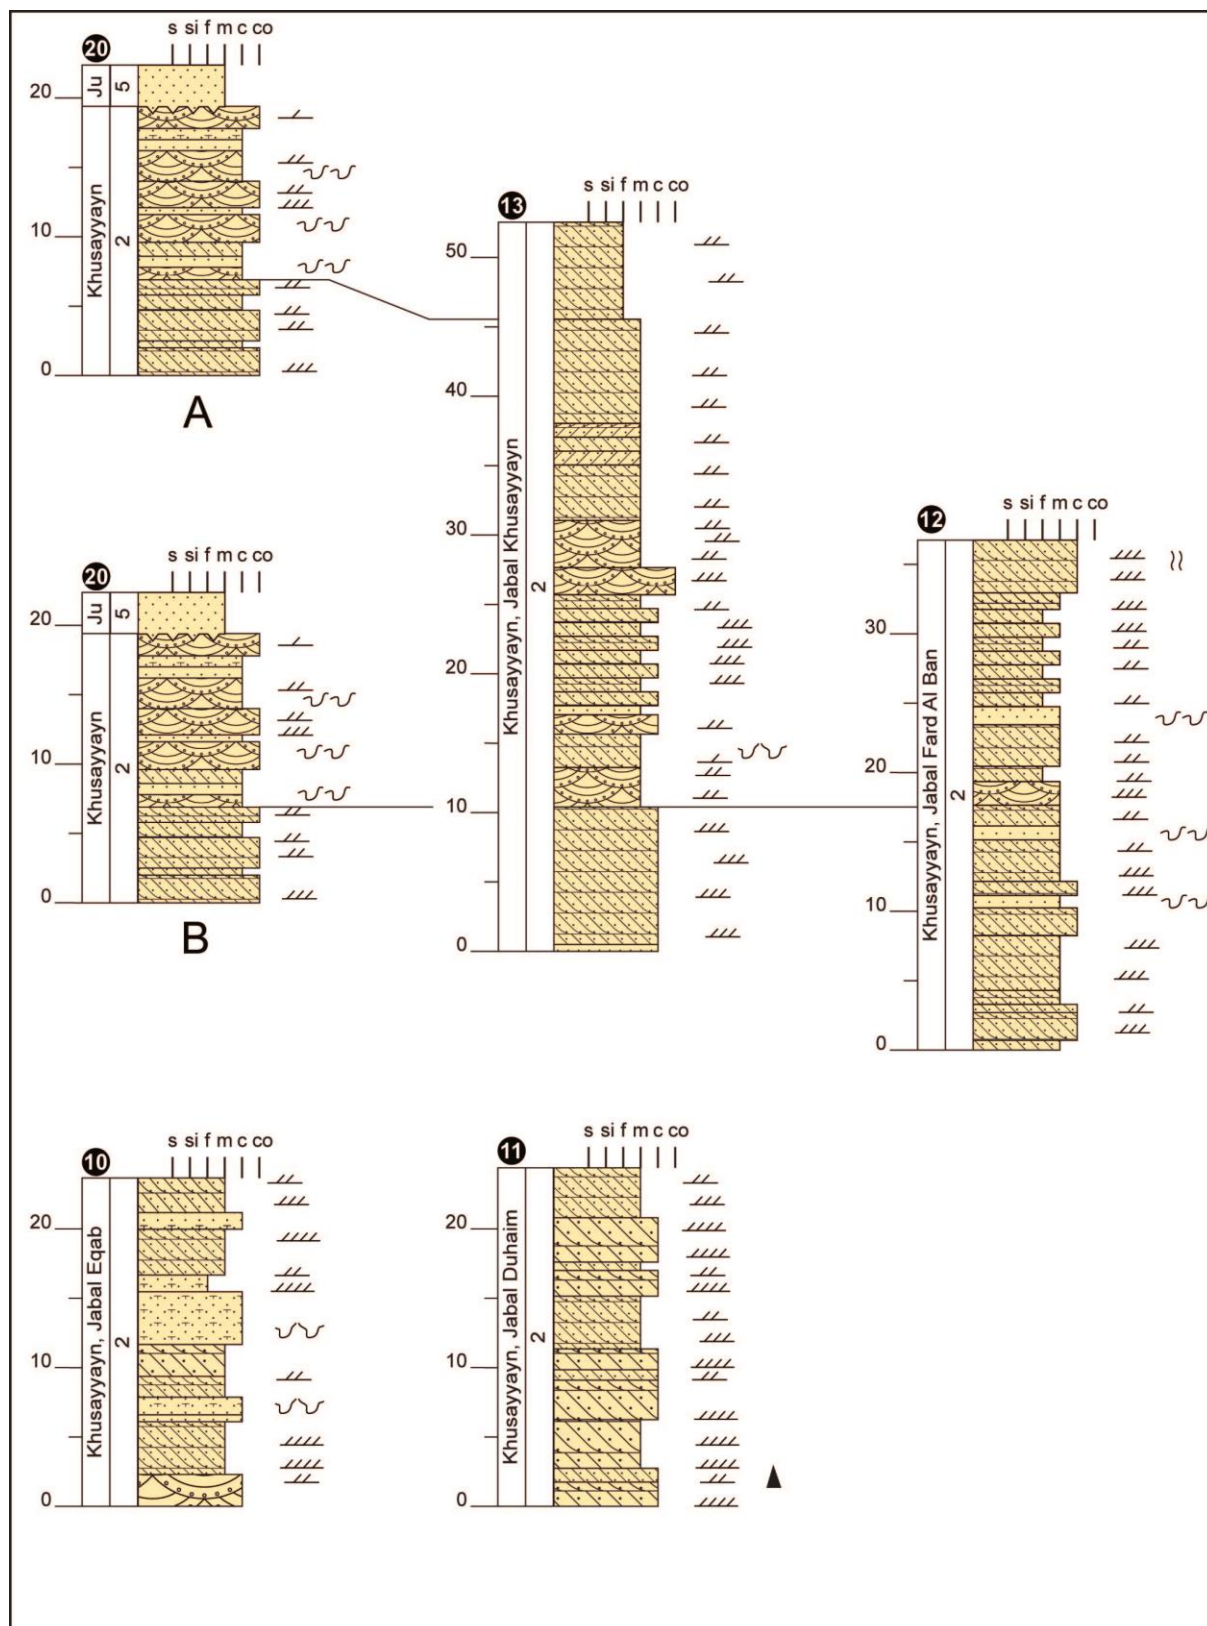 s si f m c co
20
Ju
5
20
10
0
Khusayyayn
2
A
s si f m c co
13
50
40
30
20
10
0
Khusayyayn, Jabal Khusayyayn
2
s si f m c co
20
Ju
5
20
10
0
Khusayyayn
2
B
s si f m c co
12
30
20
10
0
Khusayyayn, Jabal Fard Al Ban
2
s si f m c co
10
20
10
0
Khusayyayn, Jabal Eqab
2
s si f m c co
11
20
10
0
Khusayyayn, Jabal Duhaim
2